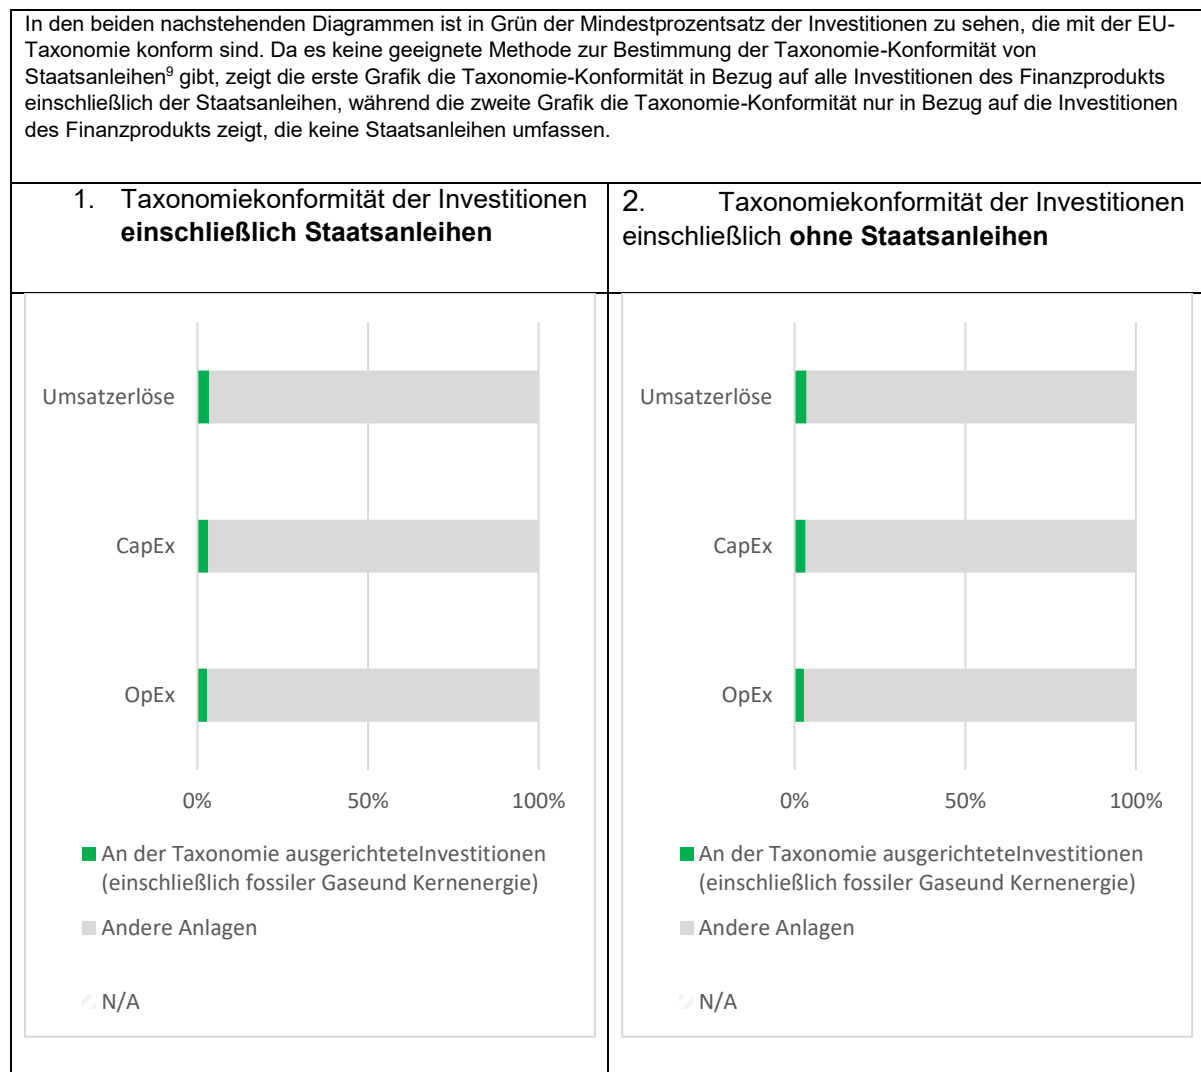 In den beiden nachstehenden Diagrammen ist in Grün der Mindestprozentsatz der Investitionen zu sehen, die mit der EU-
Taxonomie konform sind. Da es keine geeignete Methode zur Bestimmung der Taxonomie-Konformität von
Staatsanleihen⁹ gibt, zeigt die erste Grafik die Taxonomie-Konformität in Bezug auf alle Investitionen des Finanzprodukts
einschließlich der Staatsanleihen, während die zweite Grafik die Taxonomie-Konformität nur in Bezug auf die Investitionen
des Finanzprodukts zeigt, die keine Staatsanleihen umfassen.
1. Taxonomiekonformität der Investitionen
einschließlich Staatsanleihen
2. Taxonomiekonformität der Investitionen
einschließlich ohne Staatsanleihen
Umsatzerlöse
CapEx
OpEx
0% 50% 100%
An der Taxonomie ausgerichteteInvestitionen
(einschließlich fossiler Gaseund Kernenergie)
Andere Anlagen
N/A
Umsatzerlöse
CapEx
OpEx
0% 50% 100%
An der Taxonomie ausgerichteteInvestitionen
(einschließlich fossiler Gaseund Kernenergie)
Andere Anlagen
N/A